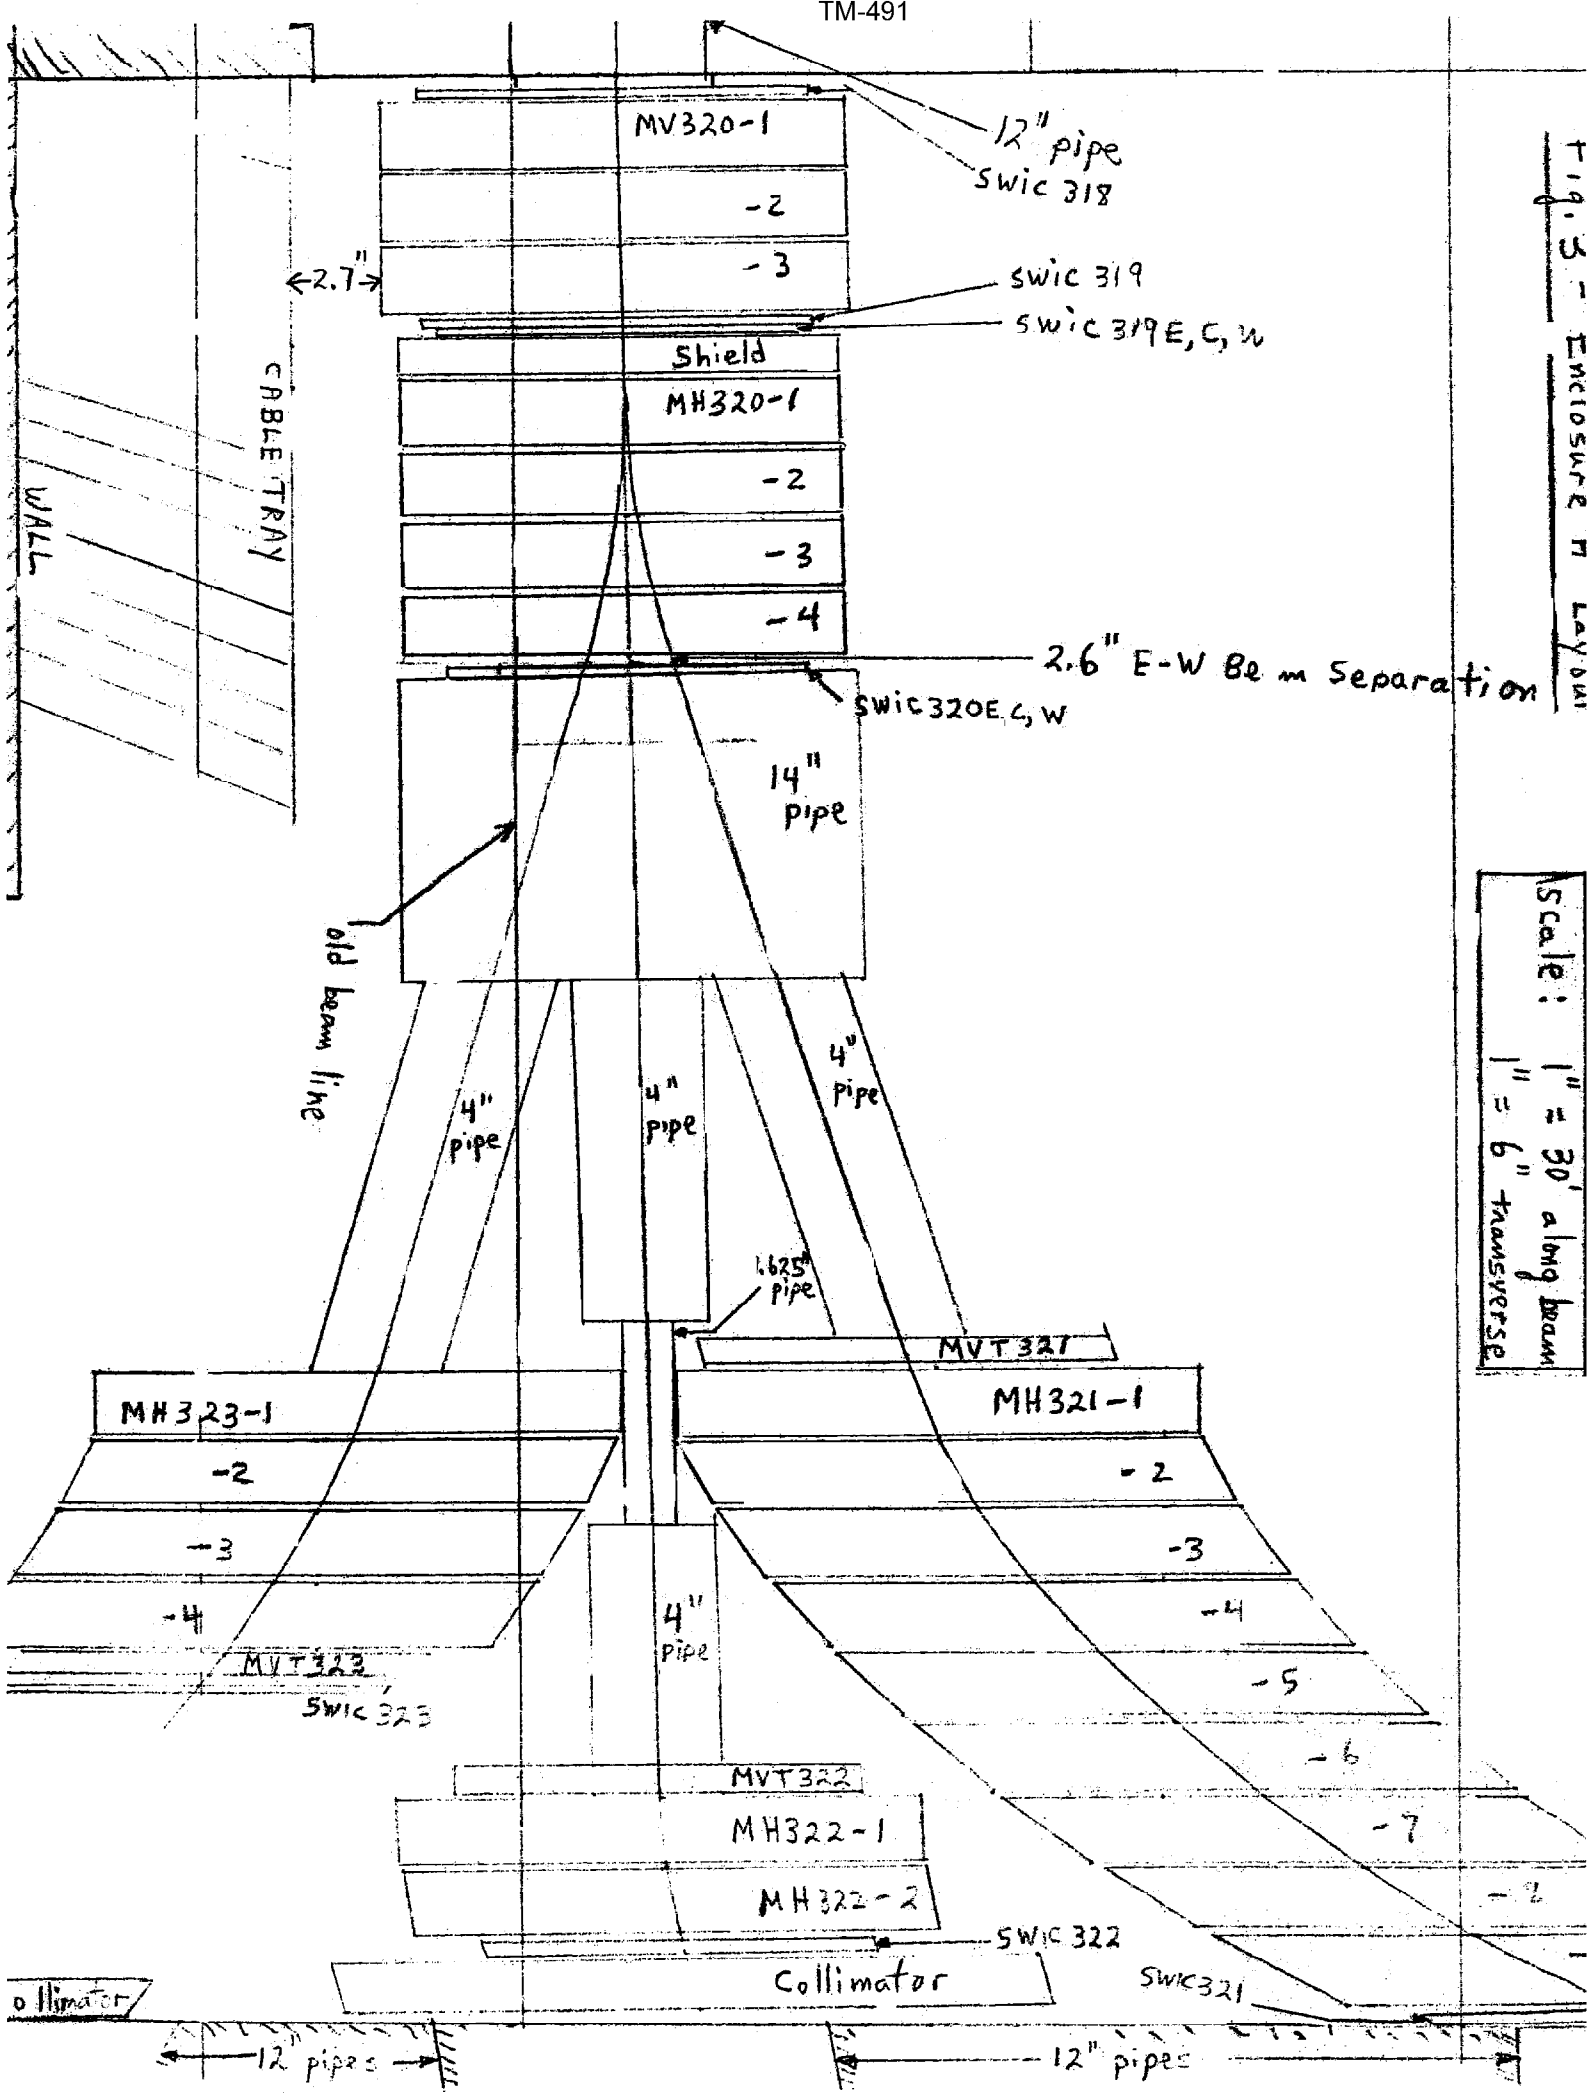 TM-491
MV320-1
12" pipe
SWIC 318
-2
-3
←2.7"→
SWIC 319
SWIC 319E, C, W
Shield
MH320-1
-2
-3
-4
CABLE TRAY
WALL
2.6" E-W Be m Separation
SWIC320E C, W
14"
pipe
old beam line
4"
pipe
4"
pipe
4"
pipe
1.625"
pipe
MVT 321
MH323-1
MH321-1
-2
-2
-3
-3
-4
-4
4"
pipe
MVT323
SWIC 323
-5
-6
MVT322
MH322-1
-7
MH322-2
SWIC 322
Collimator
SWIC321
ollimator
12" pipes
12" pipes
Enclosure
Layout
Scale: 1" = 30' along beam
1" = 6" transverse